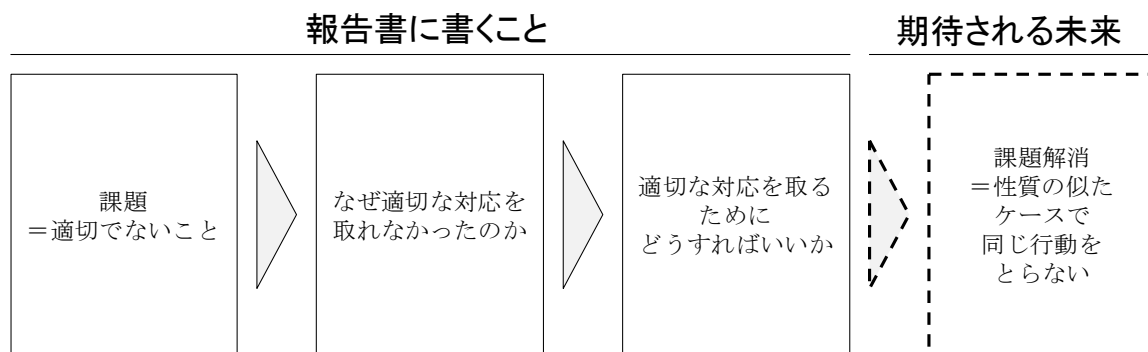 報告書に書くこと
期待される未来
課題
＝適切でないこと
なぜ適切な対応を
取れなかったのか
適切な対応を取る
ために
どうすればいいか
課題解消
＝性質の似た
ケースで
同じ行動を
とらない